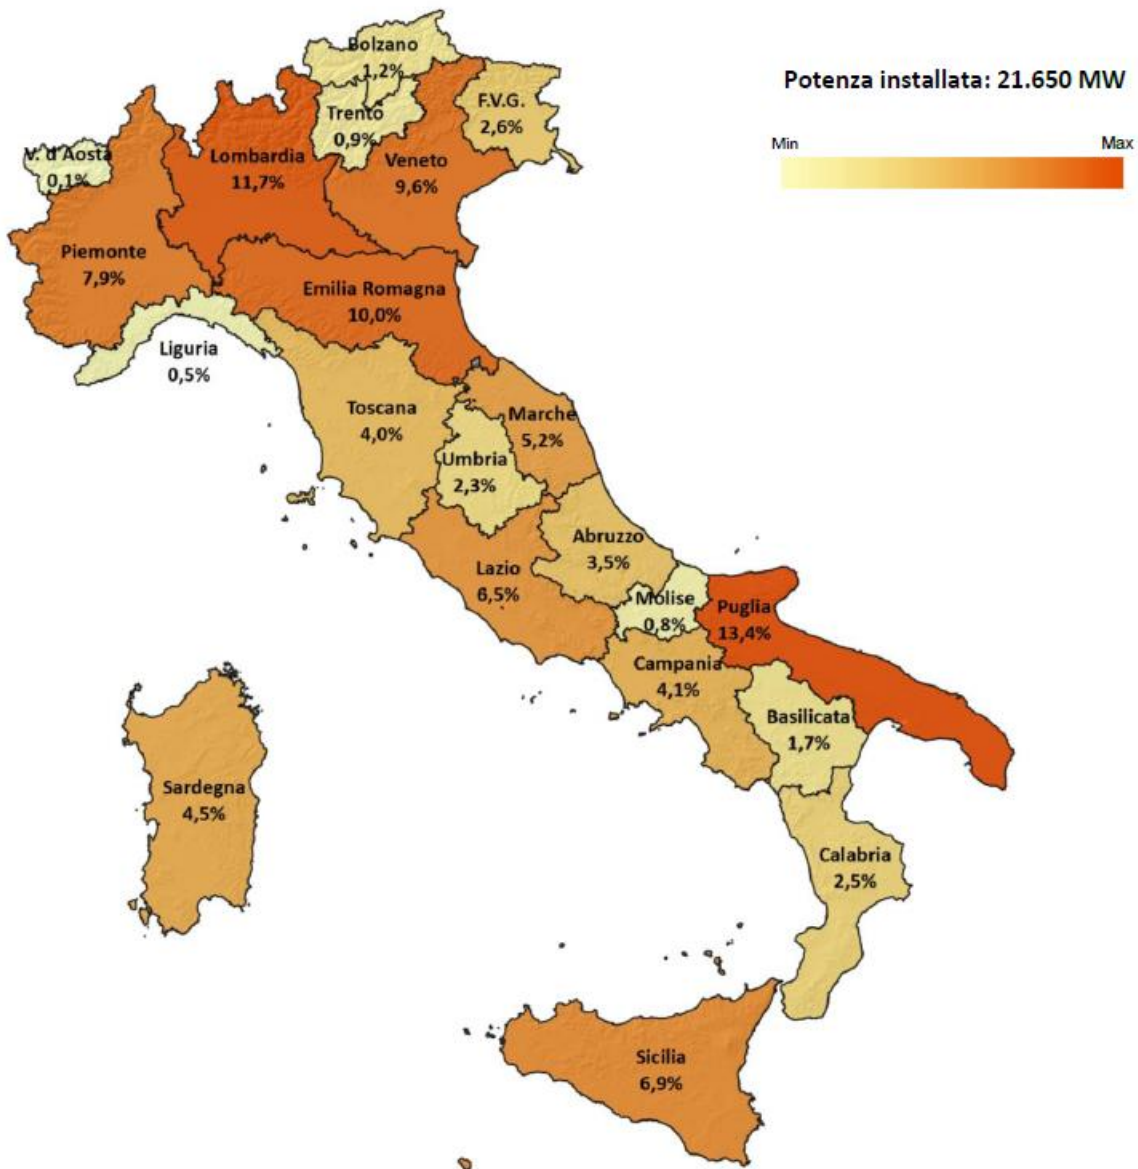 Potenza installata: 21.650 MW
Min
Max
Bolzano
1,2%
Trento
0,9%
F.V.G.
2,6%
V. d'Aosta
0,1%
Lombardia
11,7%
Veneto
9,6%
Piemonte
7,9%
Emilia Romagna
10,0%
Liguria
0,5%
Toscana
4,0%
Marche
5,2%
Umbria
2,3%
Abruzzo
3,5%
Lazio
6,5%
Molise
0,8%
Puglia
13,4%
Campania
4,1%
Basilicata
1,7%
Sardegna
4,5%
Calabria
2,5%
Sicilia
6,9%